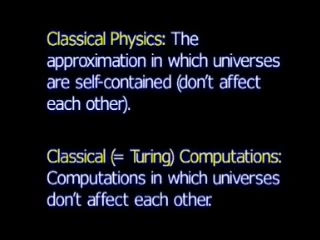 Classical Physics: The
approximation in which universes
are self-contained (don't affect
each other).
Classical (= Turing) Computations:
Computations in which universes
don't affect each other.